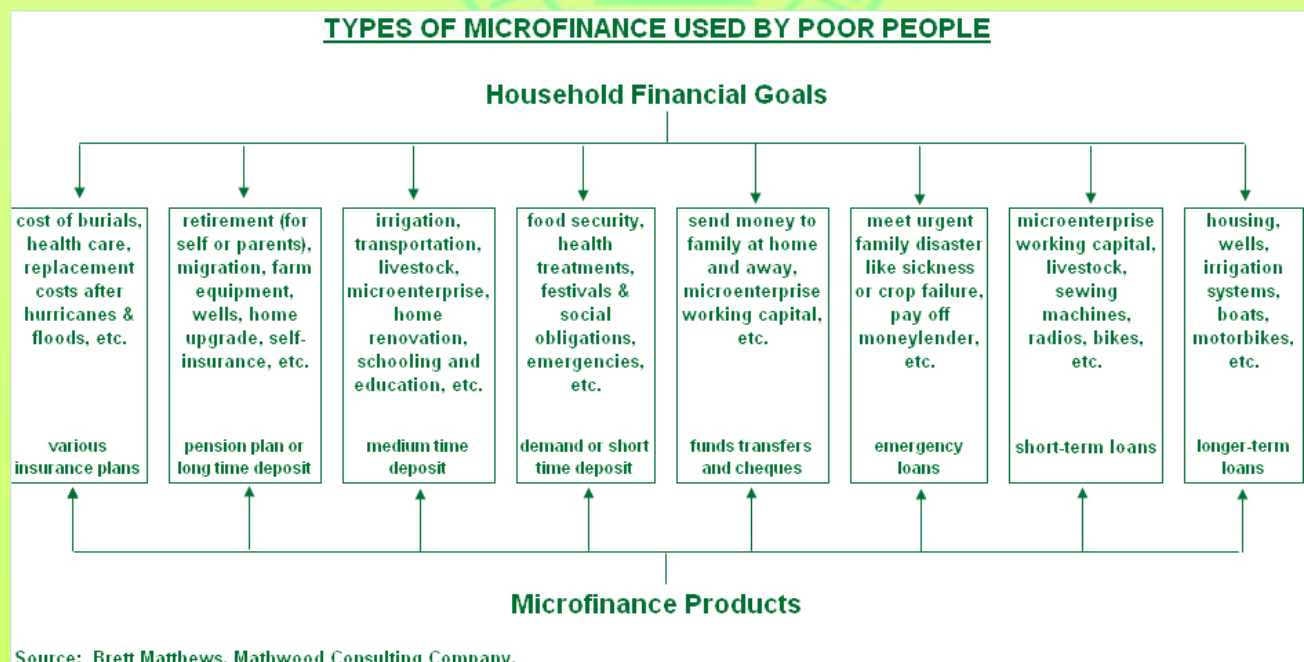 TYPES OF MICROFINANCE USED BY POOR PEOPLE
Household Financial Goals
cost of burials,
health care,
replacement
costs after
hurricanes &
floods, etc.
various
insurance plans
retirement (for
self or parents),
migration, farm
equipment,
wells, home
upgrade, self-
insurance, etc.
pension plan or
long time deposit
irrigation,
transportation,
livestock,
microenterprise,
home
renovation,
schooling and
education, etc.
medium time
deposit
food security,
health
treatments,
festivals &
social
obligations,
emergencies,
etc.
demand or short
time deposit
send money to
family at home
and away,
microenterprise
working capital,
etc.
funds transfers
and cheques
meet urgent
family disaster
like sickness
or crop failure,
pay off
moneylender,
etc.
emergency
loans
microenterprise
working capital,
livestock,
sewing
machines,
radios, bikes,
etc.
short-term loans
housing,
wells,
irrigation
systems,
boats,
motorbikes,
etc.
longer-term
loans
Microfinance Products
Source: Brett Matthews, Mathwood Consulting Company.